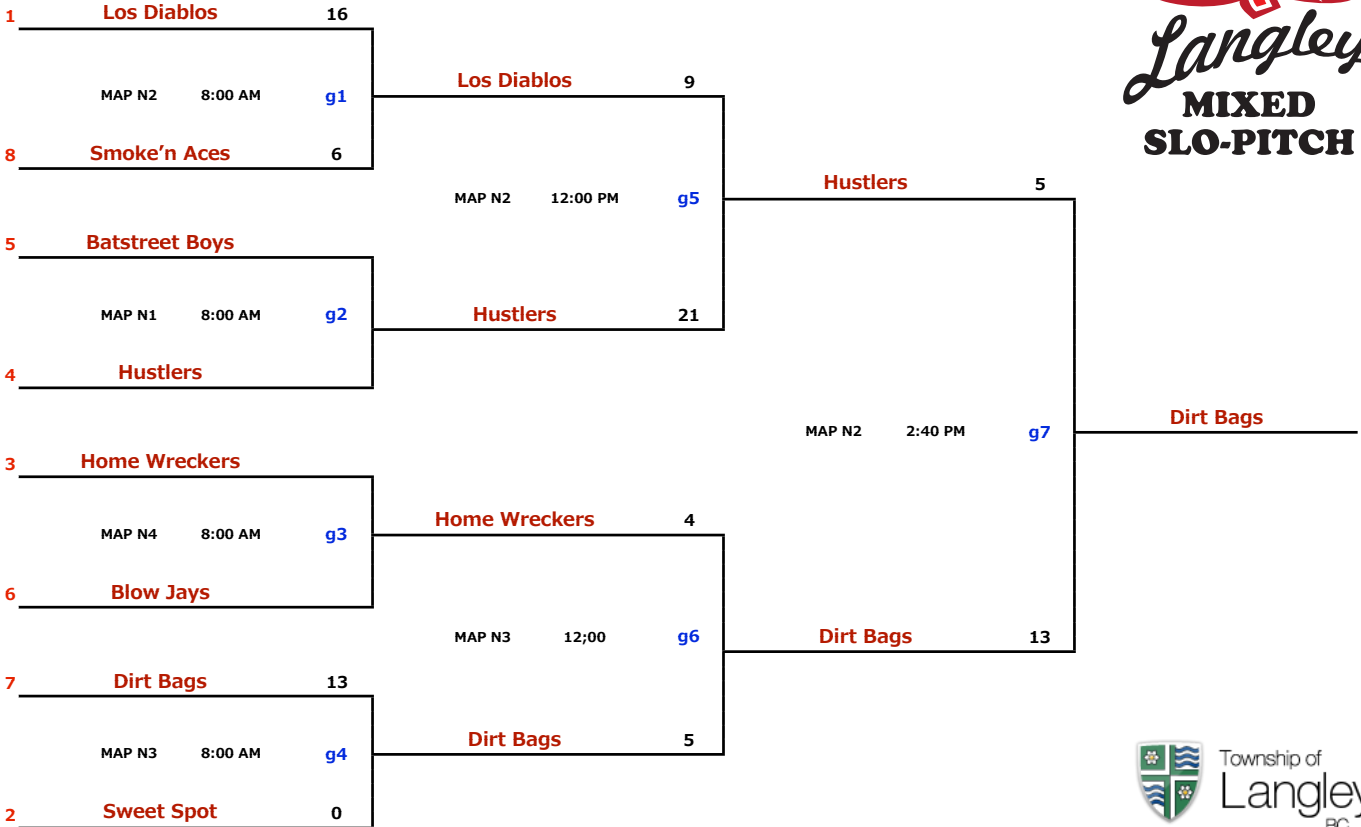 1 Los Diablos 16
MAP N2 8:00 AM g1
8 Smoke'n Aces 6
5 Batstreet Boys
MAP N1 8:00 AM g2
4 Hustlers
3 Home Wreckers
MAP N4 8:00 AM g3
6 Blow Jays
7 Dirt Bags 13
MAP N3 8:00 AM g4
2 Sweet Spot 0
Los Diablos 9
MAP N2 12:00 PM g5
Hustlers 21
Home Wreckers 4
MAP N3 12;00 g6
Dirt Bags 5
Hustlers 5
MAP N2 2:40 PM g7
Dirt Bags 13
Dirt Bags
Langley
MIXED
SLO-PITCH
Township of
Langley